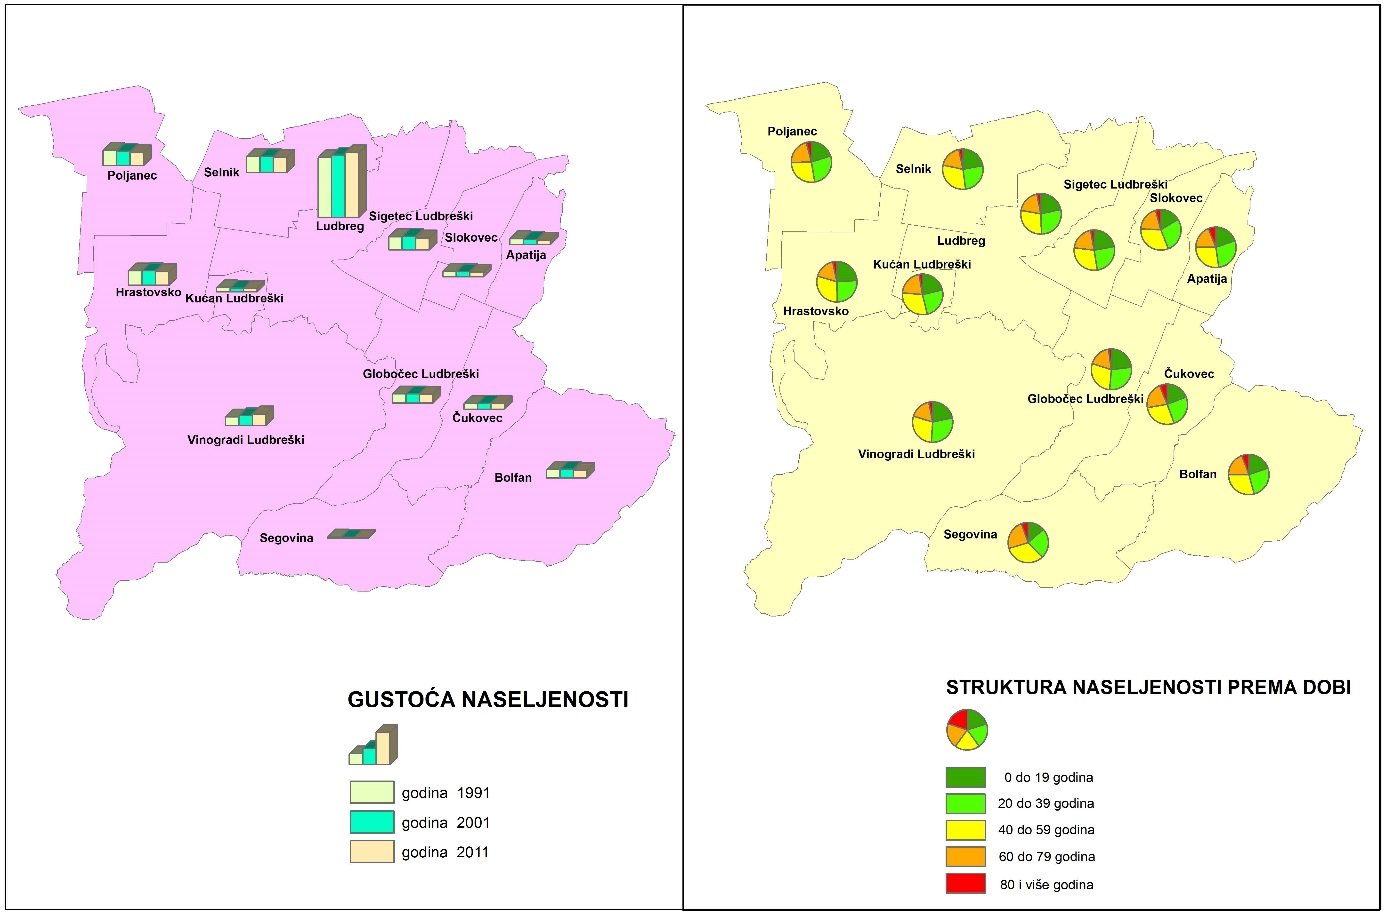 Poljanec
Selnik
Ludbreg
Sigetec Ludbreški
Slokovec
Apatija
Hrastovsko
Kućan Ludbreški
Globočec Ludbreški
Čukovec
Vinogradi Ludbreški
Bolfan
Segovina
GUSTOĆA NASELJENOSTI
godina 1991
godina 2001
godina 2011
Poljanec
Selnik
Sigetec Ludbreški
Slokovec
Ludbreg
Kućan Ludbreški
Apatija
Hrastovsko
Čukovec
Globočec Ludbreški
Vinogradi Ludbreški
Bolfan
Segovina
STRUKTURA NASELJENOSTI PREMA DOBI
0 do 19 godina
20 do 39 godina
40 do 59 godina
60 do 79 godina
80 i više godina